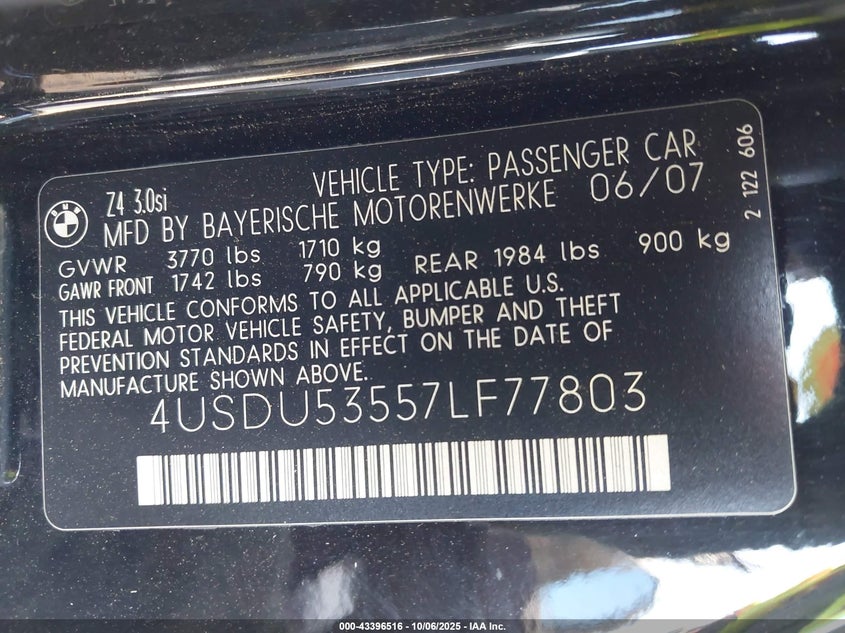 Z4 3.0si
VEHICLE TYPE: PASSENGER CAR
MFD BY BAYERISCHE MOTORENWERKE 06/07
GVWR 3770 lbs 1710 kg
GAWR FRONT 1742 lbs 790 kg REAR 1984 lbs 900 kg
THIS VEHICLE CONFORMS TO ALL APPLICABLE U.S.
FEDERAL MOTOR VEHICLE SAFETY, BUMPER AND THEFT
PREVENTION STANDARDS IN EFFECT ON THE DATE OF
MANUFACTURE SHOWN ABOVE.
4USDU53557LF77803
2 122 606
BMW
000-43396516 - 10/06/2025 - IAA Inc.